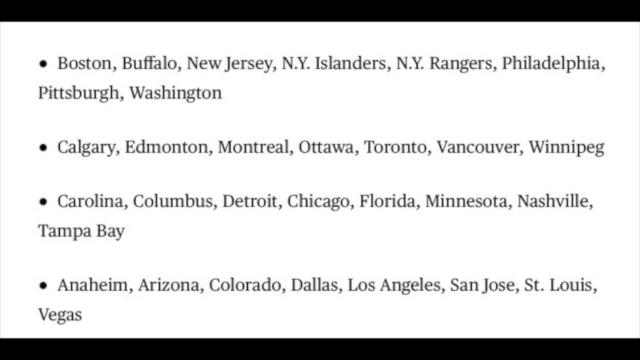 • Boston, Buffalo, New Jersey, N.Y. Islanders, N.Y. Rangers, Philadelphia,
Pittsburgh, Washington
• Calgary, Edmonton, Montreal, Ottawa, Toronto, Vancouver, Winnipeg
• Carolina, Columbus, Detroit, Chicago, Florida, Minnesota, Nashville,
Tampa Bay
• Anaheim, Arizona, Colorado, Dallas, Los Angeles, San Jose, St. Louis,
Vegas